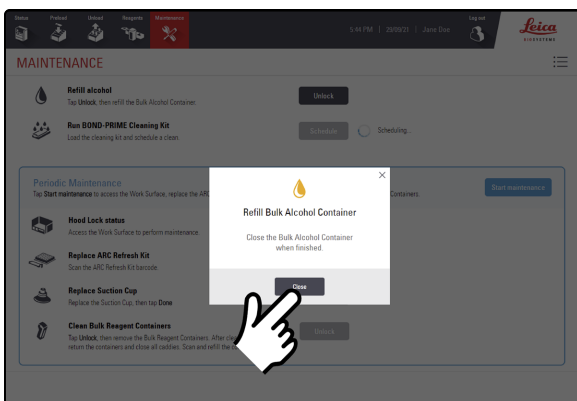 Status Preload Unload Reagents Maintenance
5:44 PM | 29/09/21 | Jane Doe
Log out
Leica
BIOSYSTEMS
MAINTENANCE
Refill alcohol
Tap Unlock, then refill the Bulk Alcohol Container.
Unlock
Run BOND-PRIME Cleaning Kit
Load the cleaning kit and schedule a clean.
Schedule
Scheduling...
Periodic Maintenance
Tap Start maintenance to access the Work Surface, replace the ARC
Containers.
Start maintenance
Refill Bulk Alcohol Container
Close the Bulk Alcohol Container
when finished.
Close
Hood Lock status
Access the Work Surface to perform maintenance.
Replace ARC Refresh Kit
Scan the ARC Refresh Kit barcode
Replace Suction Cup
Replace the Suction Cup, then tap Done
Clean Bulk Reagent Containers
Tap Unlock, then remove the Bulk Reagent Containers. After
return the containers and close all caddies. Scan and refill the
Unlock